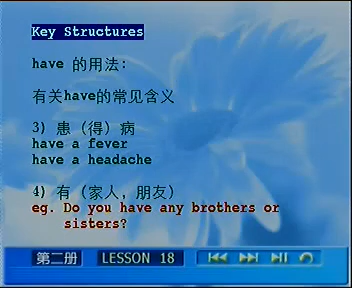 Key Structures
have 的用法:
有关have的常见含义
3) 患 (得) 病
have a fever
have a headache
4) 有 (家人, 朋友)
eg. Do you have any brothers or
sisters?
第二册 LESSON 18